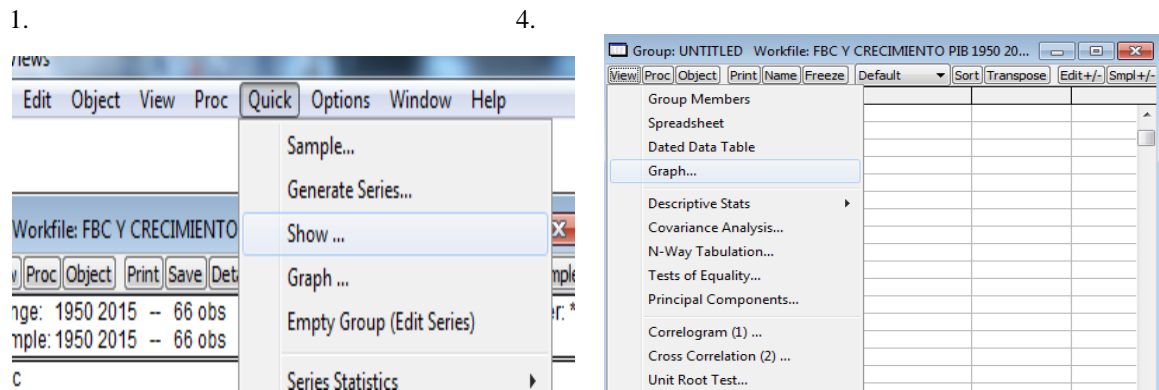 1.
4.
Edit Object View Proc Quick Options Window Help
Sample...
Generate Series...
Show ...
Graph ...
Empty Group (Edit Series)
Series Statistics
Workfile: FBC Y CRECIMIENTO
Proc Object Print Save
1950 2015 -- 66 obs
1950 2015 -- 66 obs
Group: UNTITLED Workfile: FBC Y CRECIMIENTO PIB 1950 20...
View Proc Object Print Name Freeze Default Sort Transpose Edit+/- Smpl+/-
Group Members
Spreadsheet
Dated Data Table
Graph...
Descriptive Stats
Covariance Analysis...
N-Way Tabulation...
Tests of Equality...
Principal Components...
Correlogram (1) ...
Cross Correlation (2) ...
Unit Root Test...